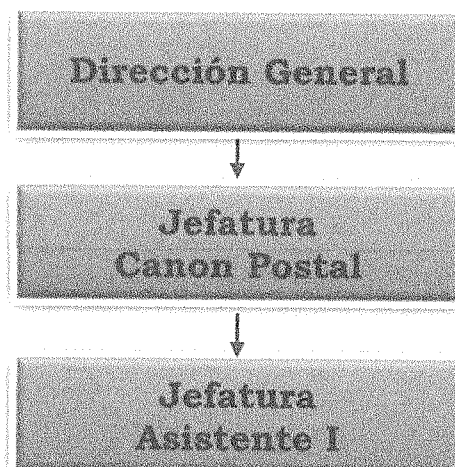 Dirección General
Jefatura
Canon Postal
Jefatura
Asistente I